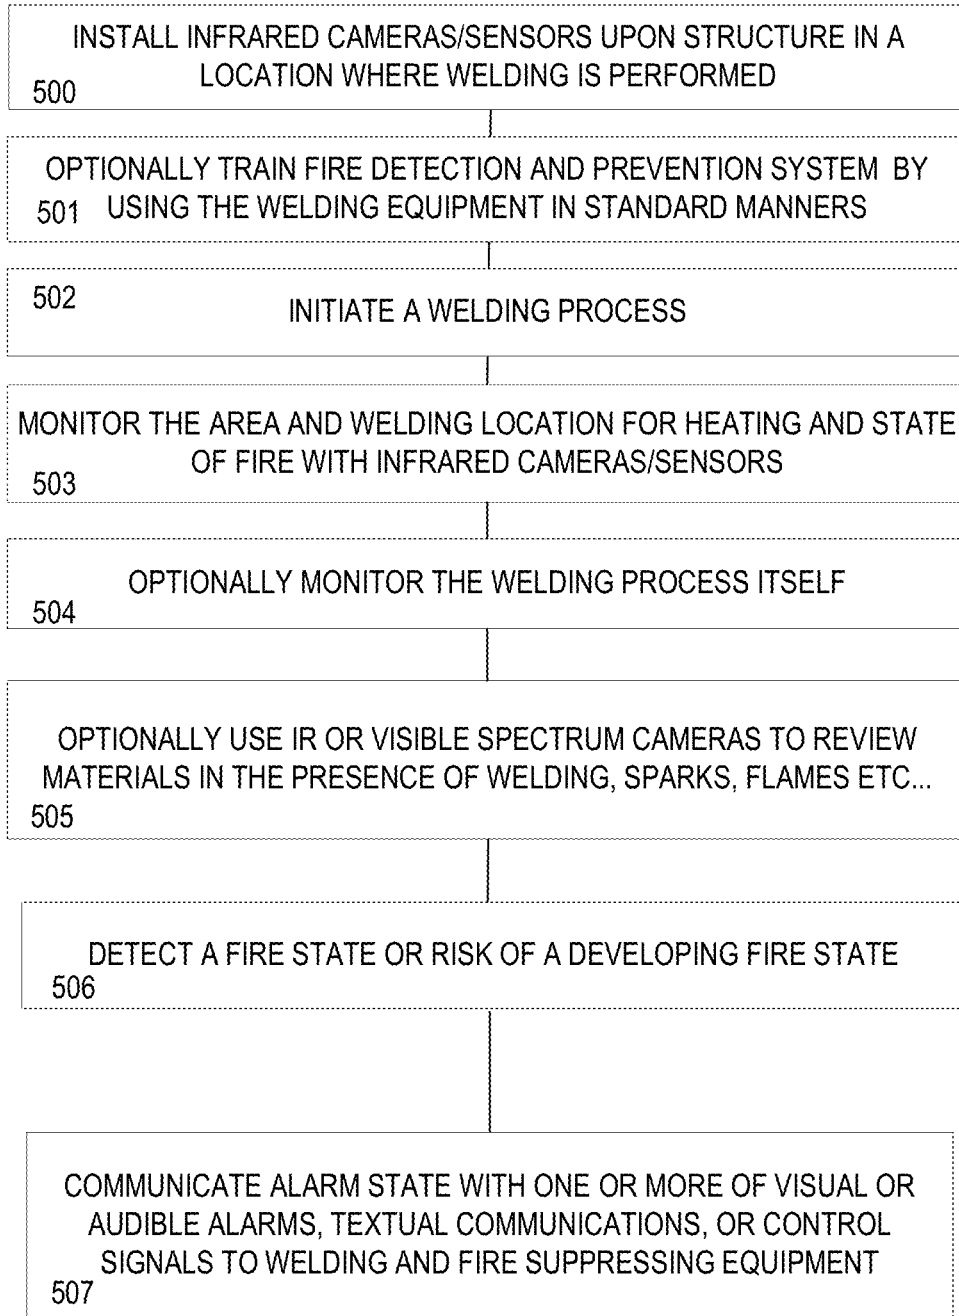 INSTALL INFRARED CAMERAS/SENSORS UPON STRUCTURE IN A
LOCATION WHERE WELDING IS PERFORMED
500
OPTIONALLY TRAIN FIRE DETECTION AND PREVENTION SYSTEM BY
501 USING THE WELDING EQUIPMENT IN STANDARD MANNERS
502
INITIATE A WELDING PROCESS
MONITOR THE AREA AND WELDING LOCATION FOR HEATING AND STATE
OF FIRE WITH INFRARED CAMERAS/SENSORS
503
OPTIONALLY MONITOR THE WELDING PROCESS ITSELF
504
OPTIONALLY USE IR OR VISIBLE SPECTRUM CAMERAS TO REVIEW
MATERIALS IN THE PRESENCE OF WELDING, SPARKS, FLAMES ETC...
505
DETECT A FIRE STATE OR RISK OF A DEVELOPING FIRE STATE
506
COMMUNICATE ALARM STATE WITH ONE OR MORE OF VISUAL OR
AUDIBLE ALARMS, TEXTUAL COMMUNICATIONS, OR CONTROL
SIGNALS TO WELDING AND FIRE SUPPRESSING EQUIPMENT
507